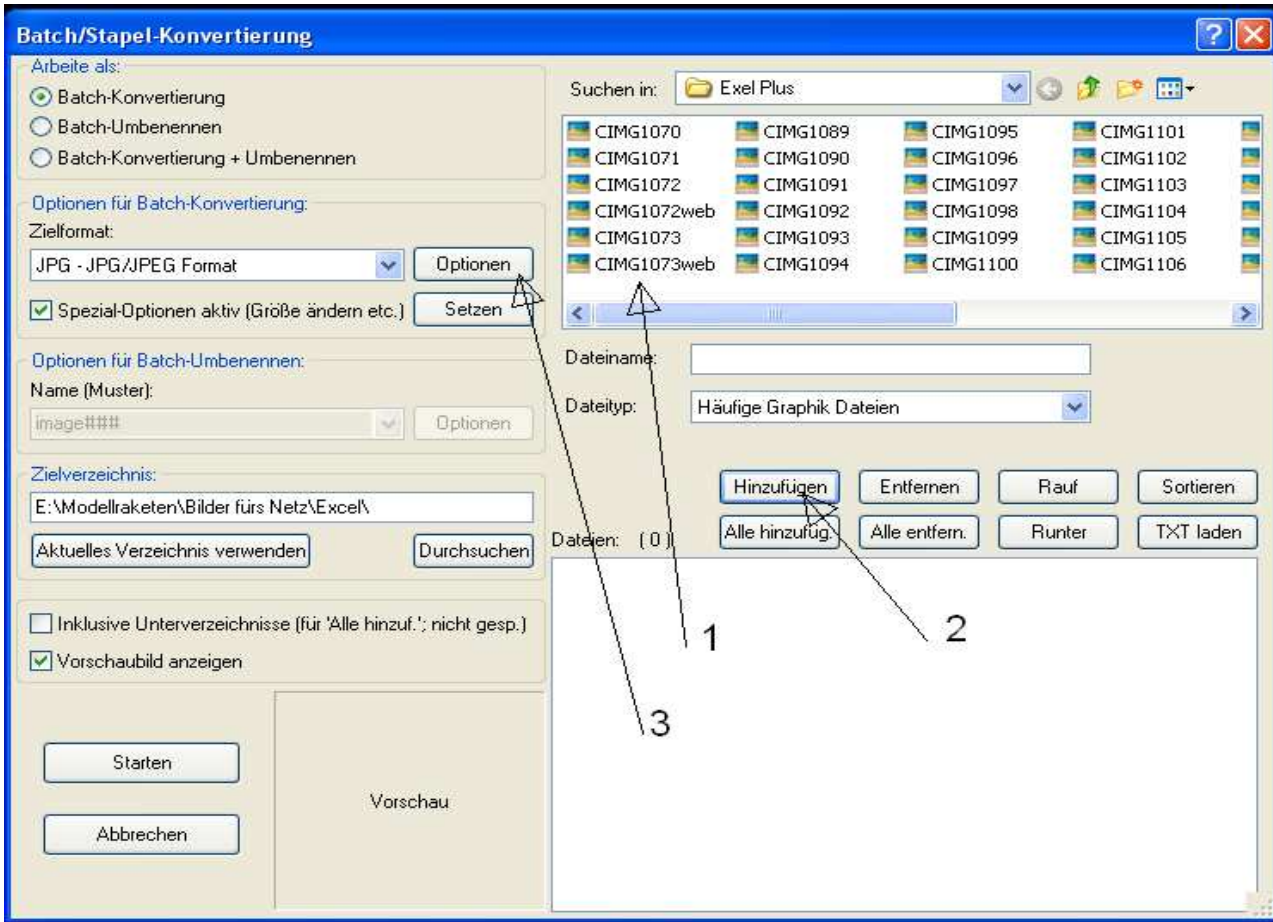 Batch/Stapel-Konvertierung
Arbeite als:
Batch-Konvertierung
Batch-Umbenennen
Batch-Konvertierung + Umbenennen
Optionen für Batch-Konvertierung:
Zielformat:
JPG - JPG/JPEG Format
Optionen
Spezial-Optionen aktiv (Größe ändern etc.)
Setzen
Optionen für Batch-Umbenennen:
Name (Muster):
image###
Optionen
Zielverzeichnis:
E:\Modellraketen\Bilder fürs Netz\Excel\
Aktuelles Verzeichnis verwenden
Durchsuchen
Inklusive Unterverzeichnisse (für 'Alle hinzuf.'; nicht gesp.)
Vorschaubild anzeigen
Starten
Abbrechen
Vorschau
Suchen in: Exel Plus
CIMG1070 CIMG1089 CIMG1095 CIMG1101
CIMG1071 CIMG1090 CIMG1096 CIMG1102
CIMG1072 CIMG1091 CIMG1097 CIMG1103
CIMG1072web CIMG1092 CIMG1098 CIMG1104
CIMG1073 CIMG1093 CIMG1099 CIMG1105
CIMG1073web CIMG1094 CIMG1100 CIMG1106
Dateiname:
Dateityp: Häufige Graphik Dateien
Hinzufügen Entfernen Rauf Sortieren
Dateien: ( 0 ) Alle hinzufüg. Alle entfern. Runter TXT laden
1
2
3